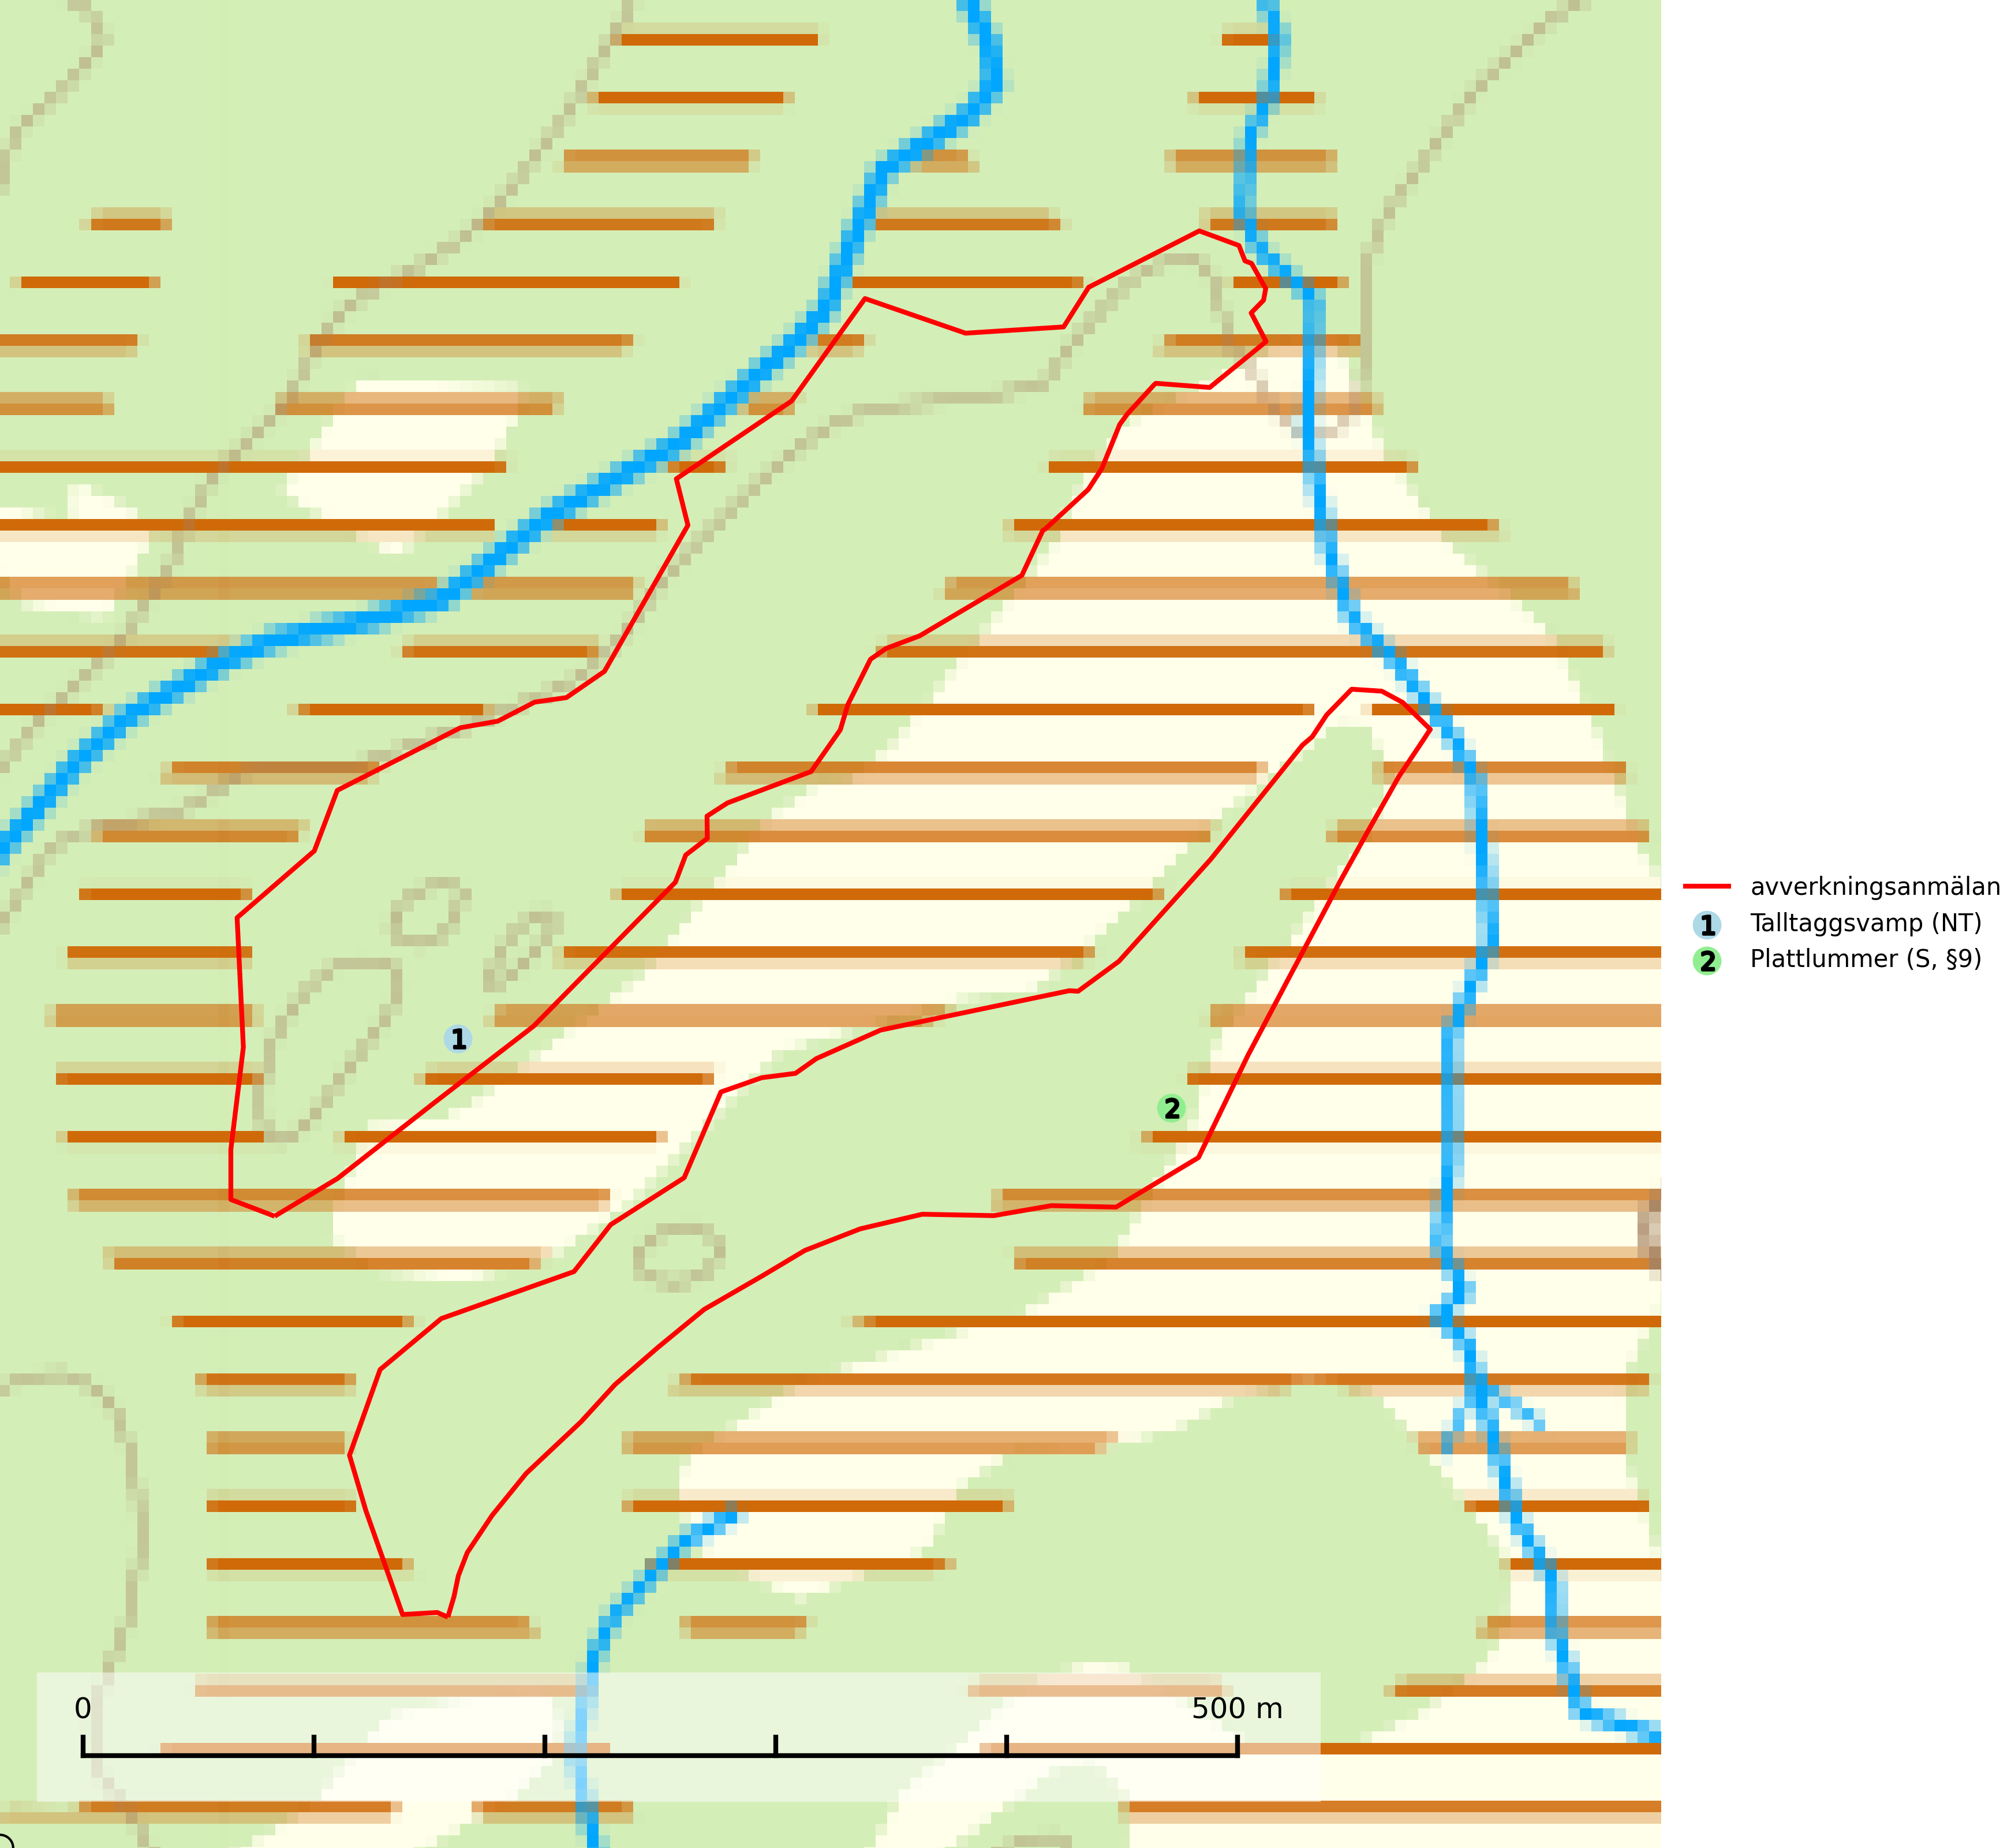 1
2
avverkningsanmälan
1 Talltaggsvamp (NT)
2 Plattlummer (S, §9)
0 500 m